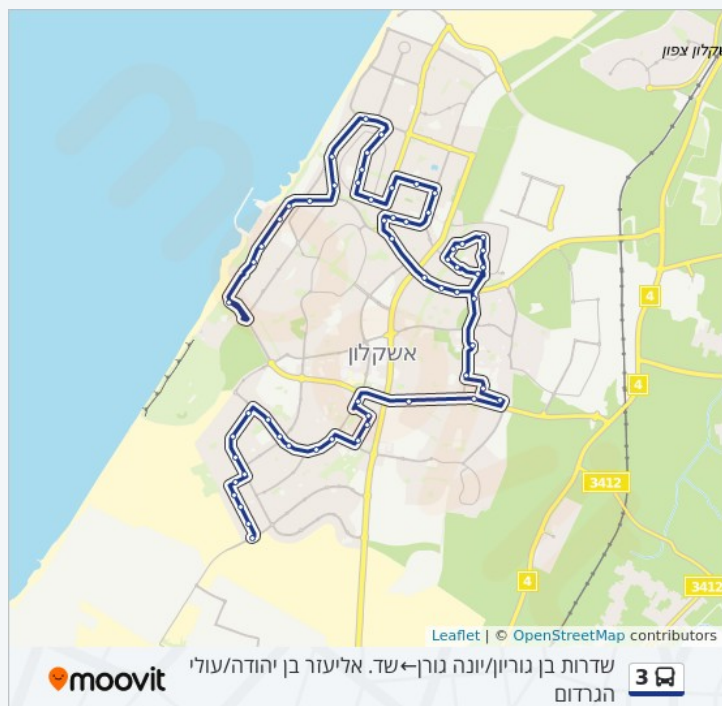 קלון צפון
4
4
אשקלון
3412
4
3412
Leaflet | © OpenStreetMap contributors
שדרות בן גוריון/יונה גורן←שד. אליעזר בן יהודה/עולי
הגרדום
3
moovit